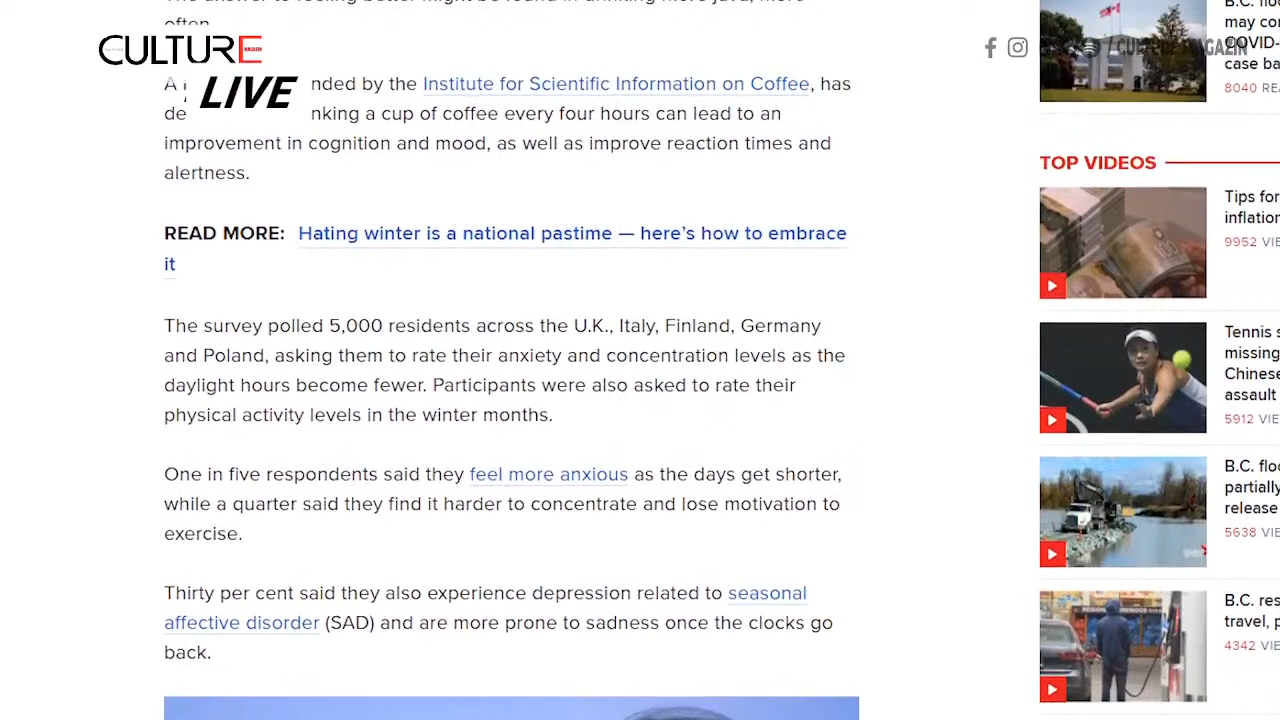 often.
CULTURE
MAGAZIN
LIVE
/ CULTURE MAGAZIN
A nded by the Institute for Scientific Information on Coffee, has
de nking a cup of coffee every four hours can lead to an
improvement in cognition and mood, as well as improve reaction times and
alertness.
READ MORE: Hating winter is a national pastime — here's how to embrace
it
The survey polled 5,000 residents across the U.K., Italy, Finland, Germany
and Poland, asking them to rate their anxiety and concentration levels as the
daylight hours become fewer. Participants were also asked to rate their
physical activity levels in the winter months.
One in five respondents said they feel more anxious as the days get shorter,
while a quarter said they find it harder to concentrate and lose motivation to
exercise.
Thirty per cent said they also experience depression related to seasonal
affective disorder (SAD) and are more prone to sadness once the clocks go
back.
B.C. floo
may cor
COVID-
case ba
8040 REA
TOP VIDEOS
Tips for
inflation
9952 VIE
Tennis s
missing
Chinese
assault
5912 VIE
B.C. floo
partially
release
5638 VIE
B.C. res
travel, p
4342 VIE